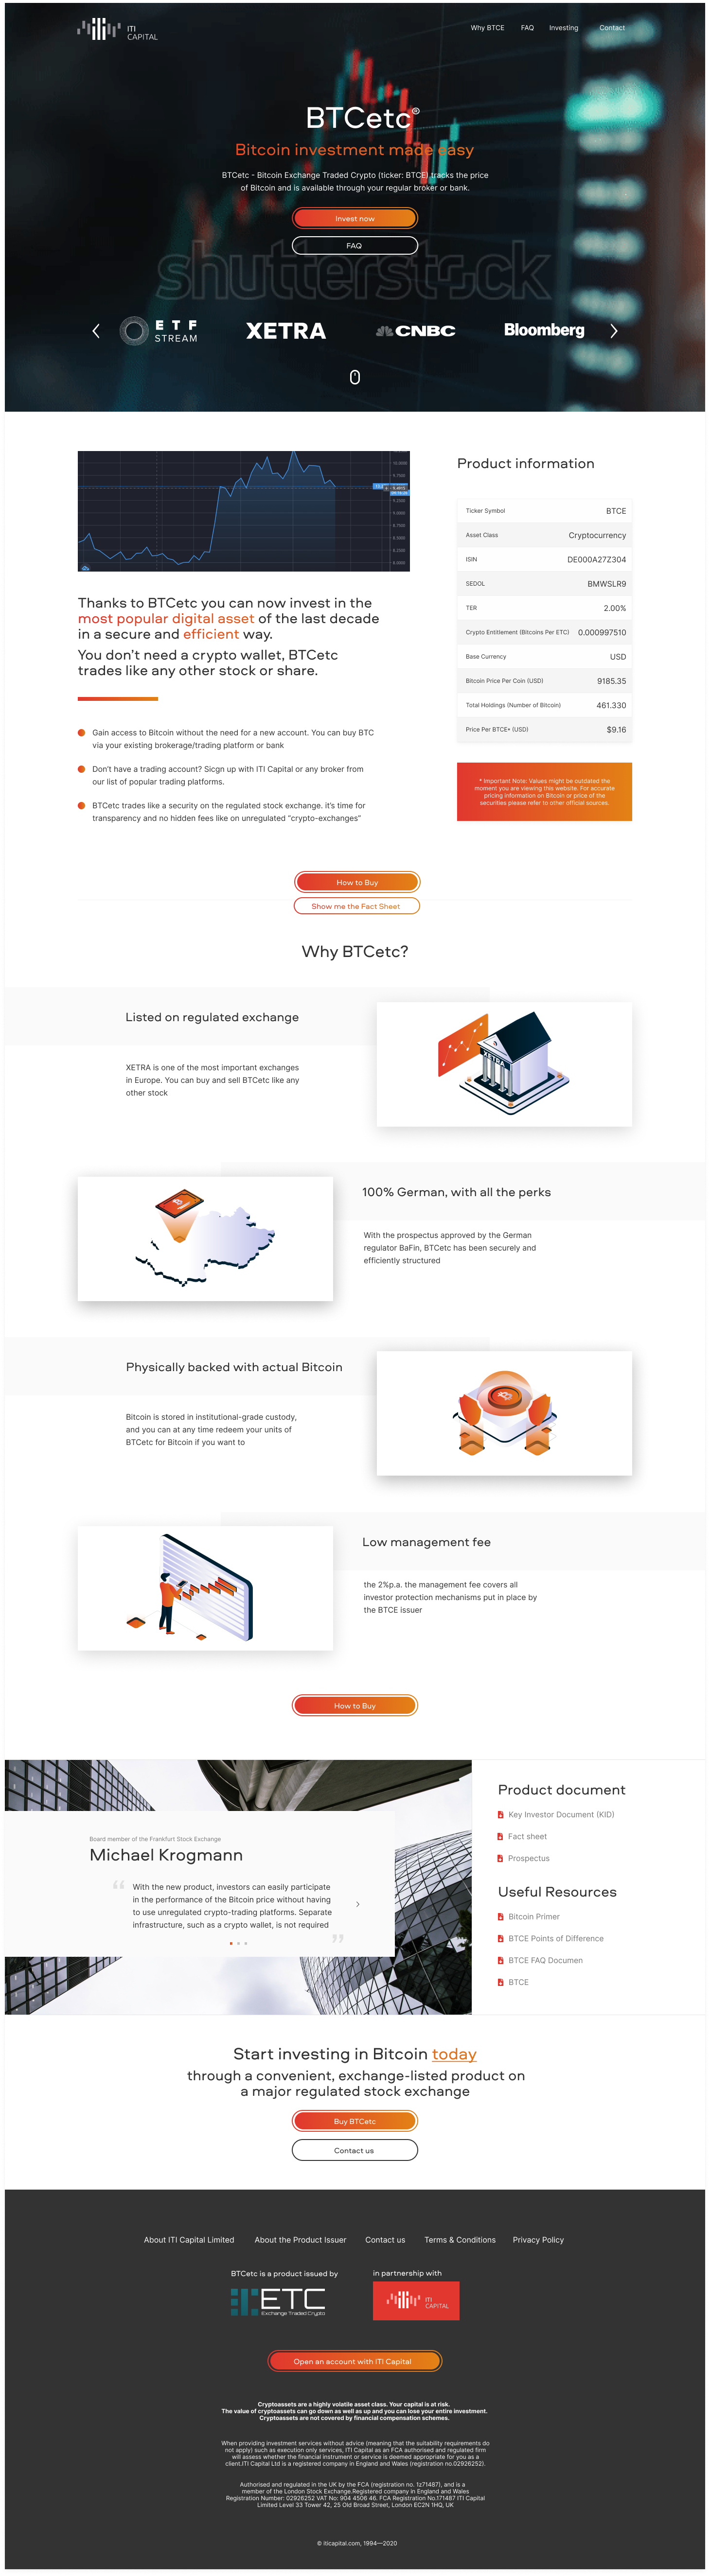 ITI
CAPITAL
Why BTCE FAQ Investing Contact
BTCetc®
Bitcoin investment made easy
BTCetc - Bitcoin Exchange Traded Crypto (ticker: BTCE) tracks the price
of Bitcoin and is available through your regular broker or bank.
Invest now
FAQ
shutterstock
ETF
STREAM
XETRA
CNBC
Bloomberg
10.0000
9.7500
9.4915
9.2500
9.0000
8.7500
8.5000
8.2500
8.0000
Thanks to BTCetc you can now invest in the
most popular digital asset of the last decade
in a secure and efficient way.
You don't need a crypto wallet, BTCetc
trades like any other stock or share.
Gain access to Bitcoin without the need for a new account. You can buy BTC
via your existing brokerage/trading platform or bank
Don't have a trading account? Sicgn up with ITI Capital or any broker from
our list of popular trading platforms.
BTCetc trades like a security on the regulated stock exchange. it's time for
transparency and no hidden fees like on unregulated "crypto-exchanges"
Product information
Ticker Symbol BTCE
Asset Class Cryptocurrency
ISIN DE000A27Z304
SEDOL BMWSLR9
TER 2.00%
Crypto Entitlement (Bitcoins Per ETC) 0.000997510
Base Currency USD
Bitcoin Price Per Coin (USD) 9185.35
Total Holdings (Number of Bitcoin) 461.330
Price Per BTCE* (USD) $9.16
* Important Note: Values might be outdated the
moment you are viewing this website. For accurate
pricing information on Bitcoin or price of the
securities please refer to other official sources.
How to Buy
Show me the Fact Sheet
Why BTCetc?
Listed on regulated exchange
XETRA is one of the most important exchanges
in Europe. You can buy and sell BTCetc like any
other stock
XETRA
100% German, with all the perks
With the prospectus approved by the German
regulator BaFin, BTCetc has been securely and
efficiently structured
Physically backed with actual Bitcoin
Bitcoin is stored in institutional-grade custody,
and you can at any time redeem your units of
BTCetc for Bitcoin if you want to
Low management fee
the 2%p.a. the management fee covers all
investor protection mechanisms put in place by
the BTCE issuer
How to Buy
Board member of the Frankfurt Stock Exchange
Michael Krogmann
“ With the new product, investors can easily participate
in the performance of the Bitcoin price without having
to use unregulated crypto-trading platforms. Separate
infrastructure, such as a crypto wallet, is not required ”
Product document
Key Investor Document (KID)
Fact sheet
Prospectus
Useful Resources
Bitcoin Primer
BTCE Points of Difference
BTCE FAQ Documen
BTCE
Start investing in Bitcoin today
through a convenient, exchange-listed product on
a major regulated stock exchange
Buy BTCetc
Contact us
About ITI Capital Limited About the Product Issuer Contact us Terms & Conditions Privacy Policy
BTCetc is a product issued by
ETC
Exchange Traded Crypto
in partnership with
ITI
CAPITAL
Open an account with ITI Capital
Cryptoassets are a highly volatile asset class. Your capital is at risk.
The value of cryptoassets can go down as well as up and you can lose your entire investment.
Cryptoassets are not covered by financial compensation schemes.
When providing investment services without advice (meaning that the suitability requirements do
not apply) such as execution only services, ITI Capital as an FCA authorised and regulated firm
will assess whether the financial instrument or service is deemed appropriate for you as a
client.ITI Capital Ltd is a registered company in England and Wales (registration no.02926252).
Authorised and regulated in the UK by the FCA (registration no. 1z71487), and is a
member of the London Stock Exchange.Registered company in England and Wales
Registration Number: 02926252 VAT No: 904 4506 46. FCA Registration No.171487 ITI Capital
Limited Level 33 Tower 42, 25 Old Broad Street, London EC2N 1HQ, UK
© iticapital.com, 1994—2020